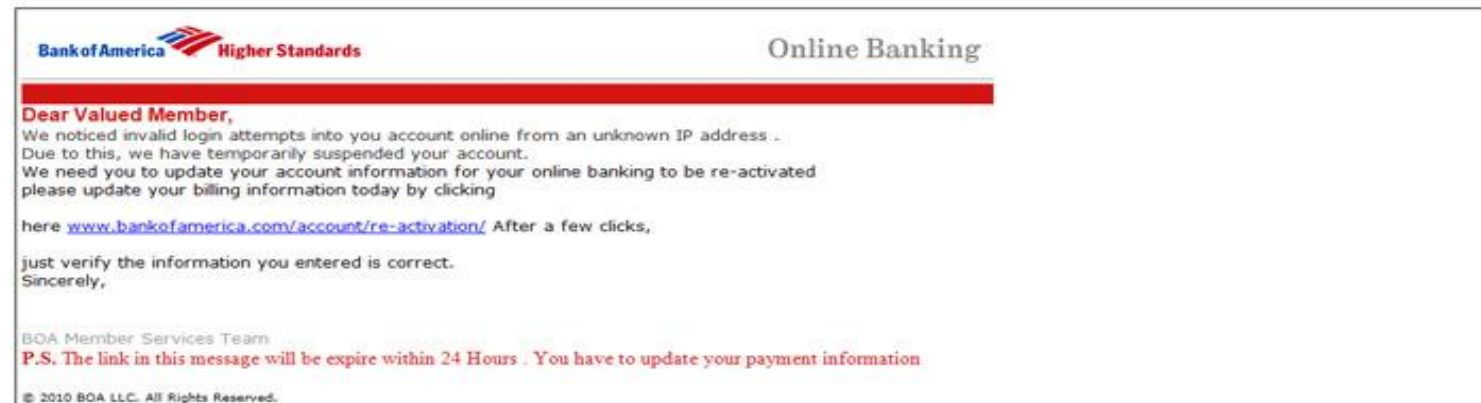 Bank of America Higher Standards
Online Banking
Dear Valued Member,
We noticed invalid login attempts into you account online from an unknown IP address .
Due to this, we have temporarily suspended your account.
We need you to update your account information for your online banking to be re-activated
please update your billing information today by clicking
here www.bankofamerica.com/account/re-activation/ After a few clicks,
just verify the information you entered is correct.
Sincerely,
BOA Member Services Team
P.S. The link in this message will be expire within 24 Hours . You have to update your payment information
© 2010 BOA LLC. All Rights Reserved.